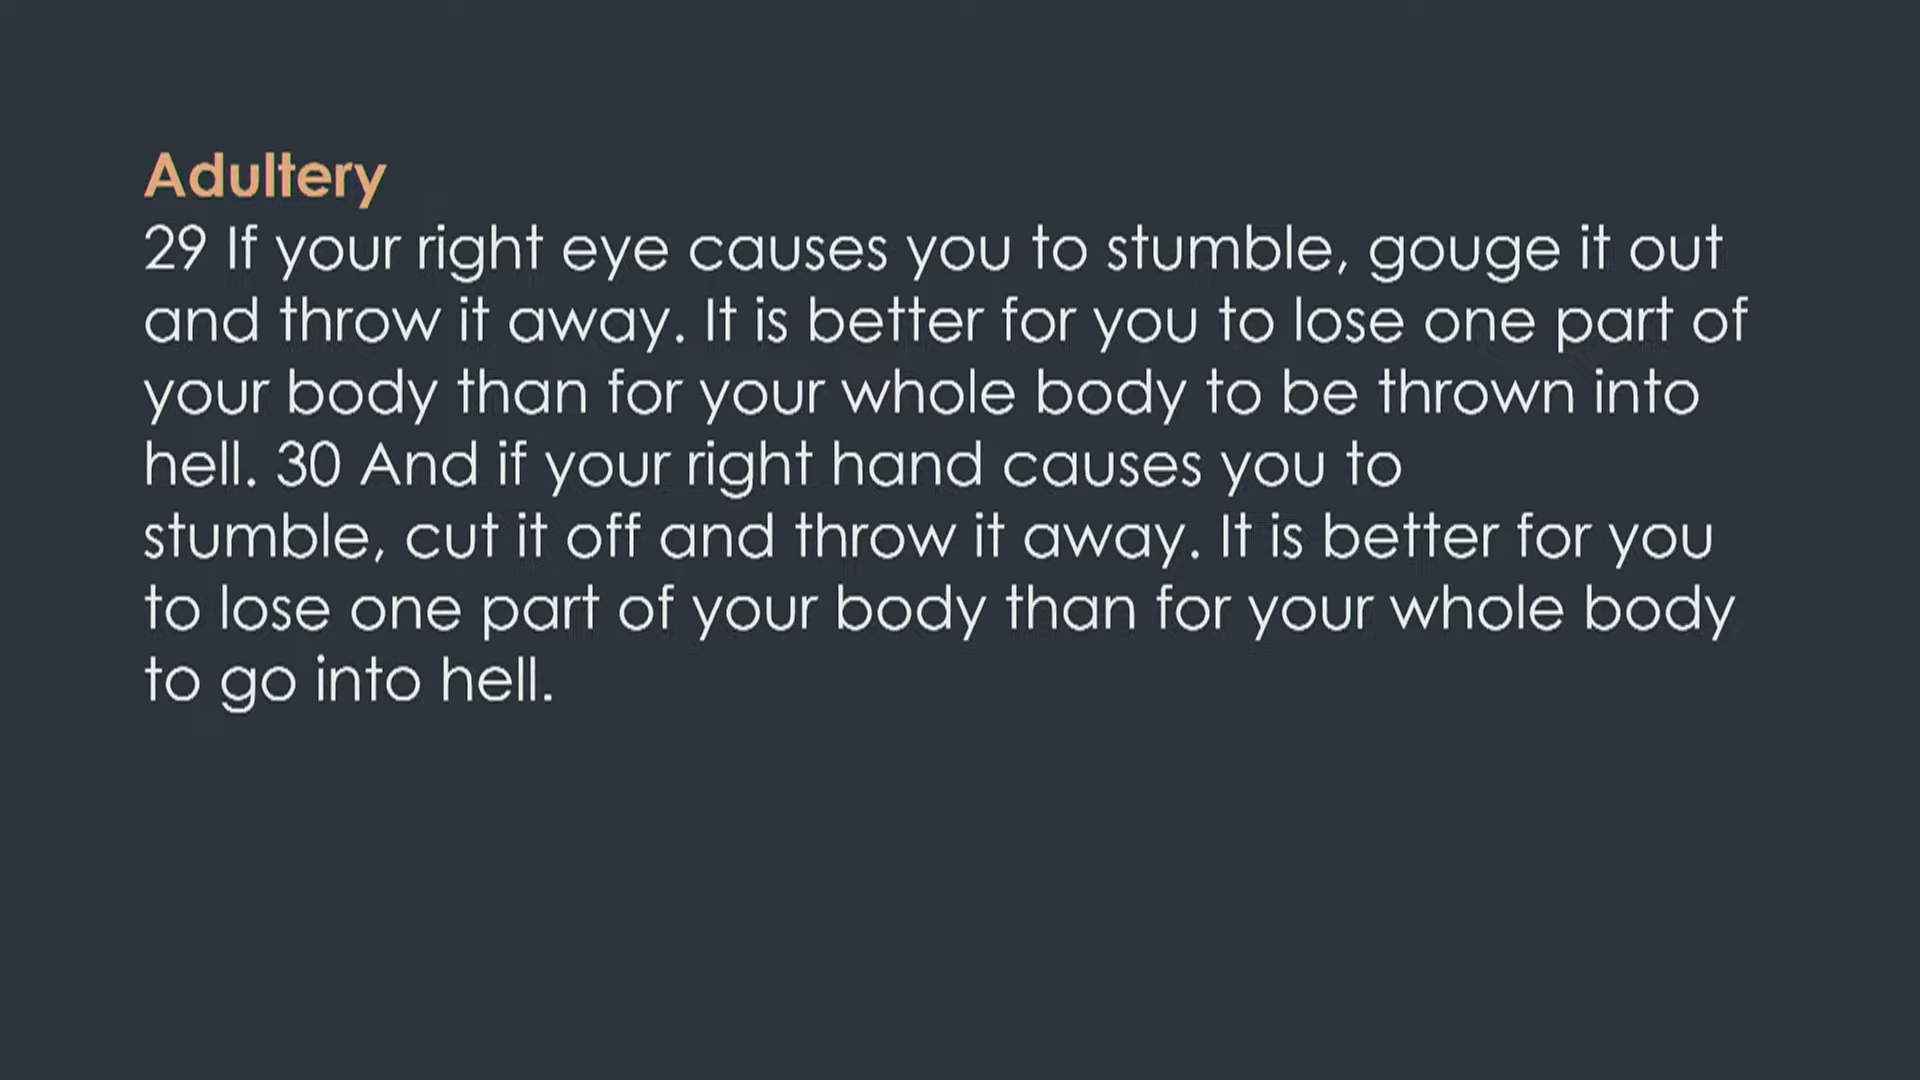 Adultery
29 If your right eye causes you to stumble, gouge it out
and throw it away. It is better for you to lose one part of
your body than for your whole body to be thrown into
hell. 30 And if your right hand causes you to
stumble, cut it off and throw it away. It is better for you
to lose one part of your body than for your whole body
to go into hell.